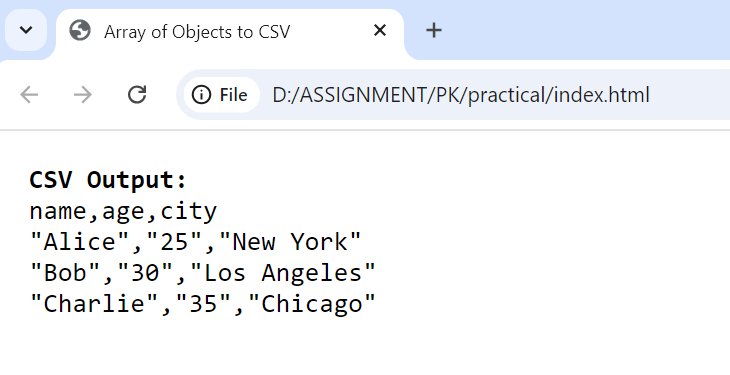 Array of Objects to CSV
File D:/ASSIGNMENT/PK/practical/index.html
CSV Output:
name,age,city
"Alice","25","New York"
"Bob","30","Los Angeles"
"Charlie","35","Chicago"